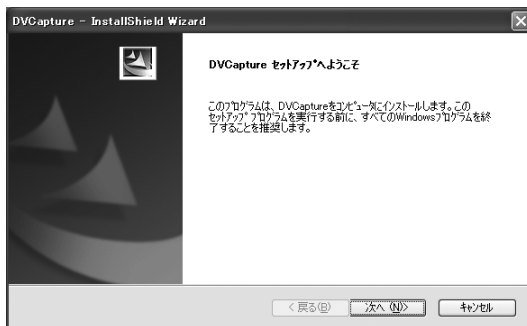 DVCapture - InstallShield Wizard
DVCapture ｾｯﾄｱｯﾌﾟへようこそ
このﾌﾟﾛｸﾞﾗﾑは、DVCaptureをｺﾝﾋﾟｭｰﾀにｲﾝｽﾄｰﾙします。この
ｾｯﾄｱｯﾌﾟ ﾌﾟﾛｸﾞﾗﾑを実行する前に、すべてのWindowsﾌﾟﾛｸﾞﾗﾑを終
了することを推奨します。
< 戻る(B)
次へ (N)>
ｷｬﾝｾﾙ